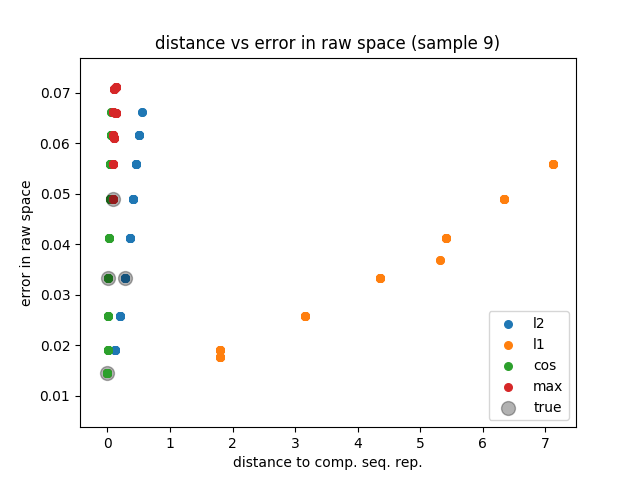 distance vs error in raw space (sample 9)
error in raw space
0.07
0.06
0.05
0.04
0.03
0.02
0.01
0 1 2 3 4 5 6 7
distance to comp. seq. rep.
l2
l1
cos
max
true